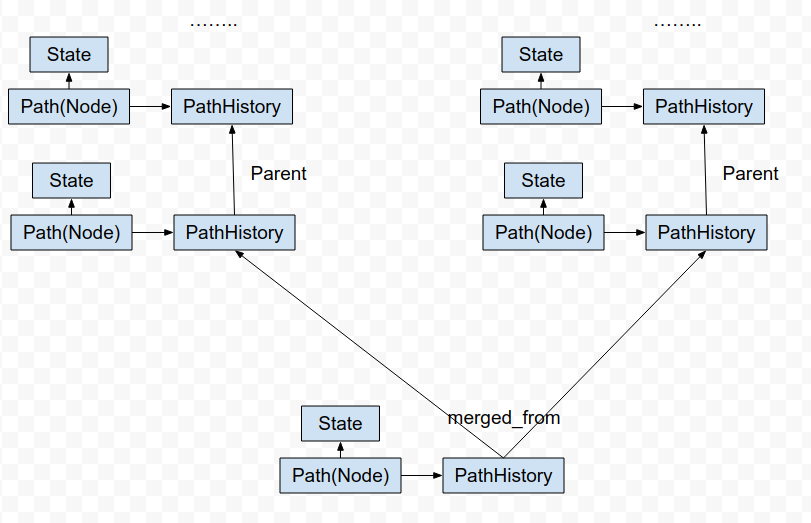 ........ ........
State State
Path(Node) PathHistory Path(Node) PathHistory
Parent Parent
State State
Path(Node) PathHistory Path(Node) PathHistory
merged_from
State
Path(Node) PathHistory